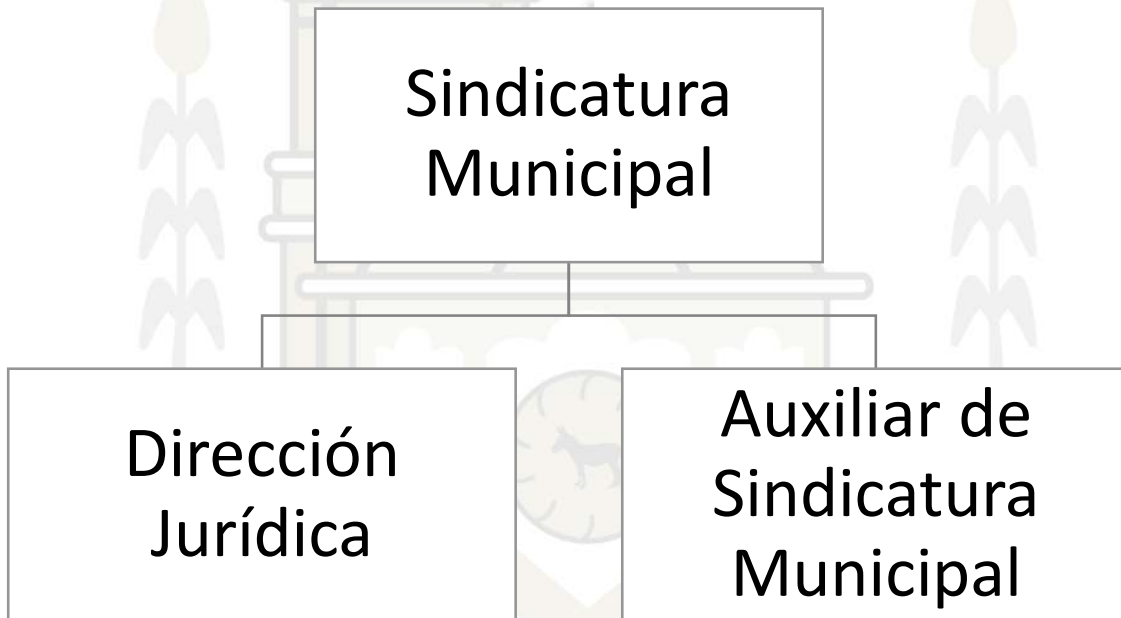 Sindicatura
Municipal
Dirección
Jurídica
Auxiliar de
Sindicatura
Municipal